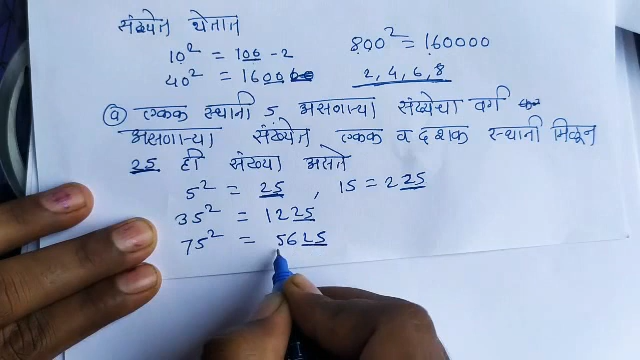 संख्येत येतात
10² = 100 - 2
800² = 160000
40² = 1600
2, 4, 6, 8
a एकक स्थानी 5 असणाऱ्या संख्येचा वर्ग
असणाऱ्या संख्येत एकक व दशक स्थानी मिळून
25 ही संख्या असते
5² = 25 , 15 = 225
35² = 1225
75² = 5625